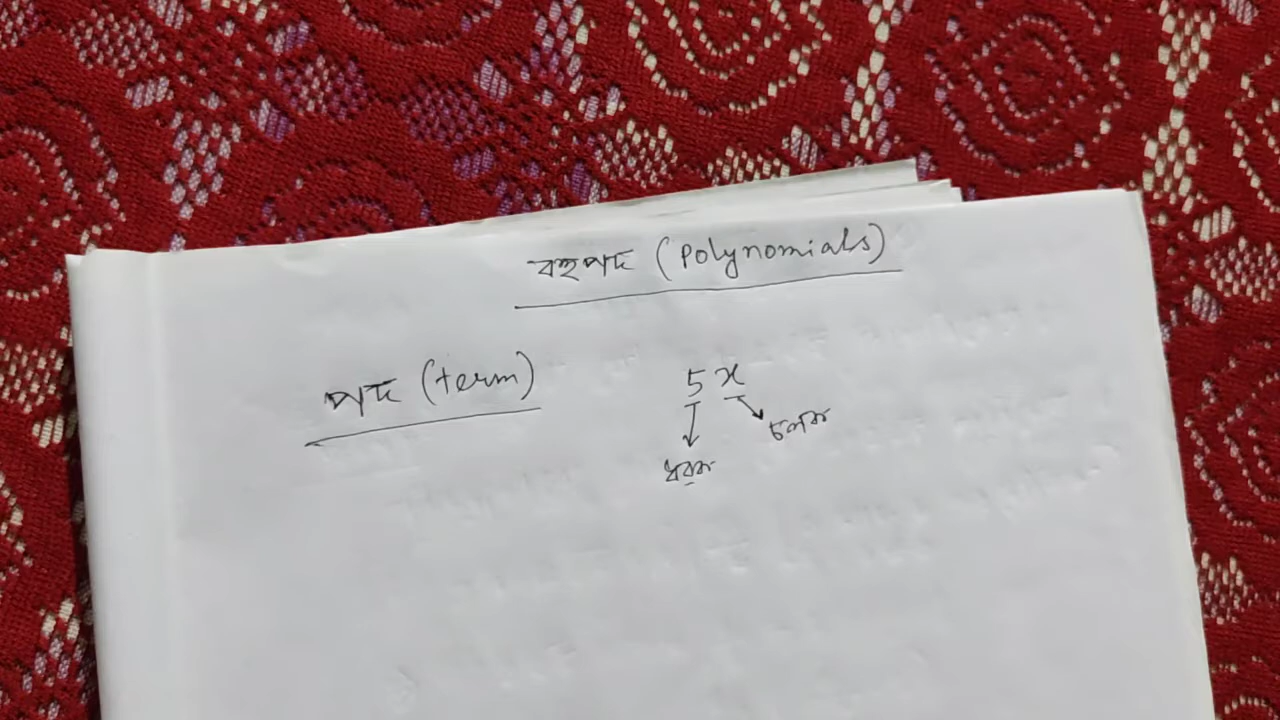 বহুপদ (Polynomials)
পদ (term)
5x
চলক
ধ্রুবক